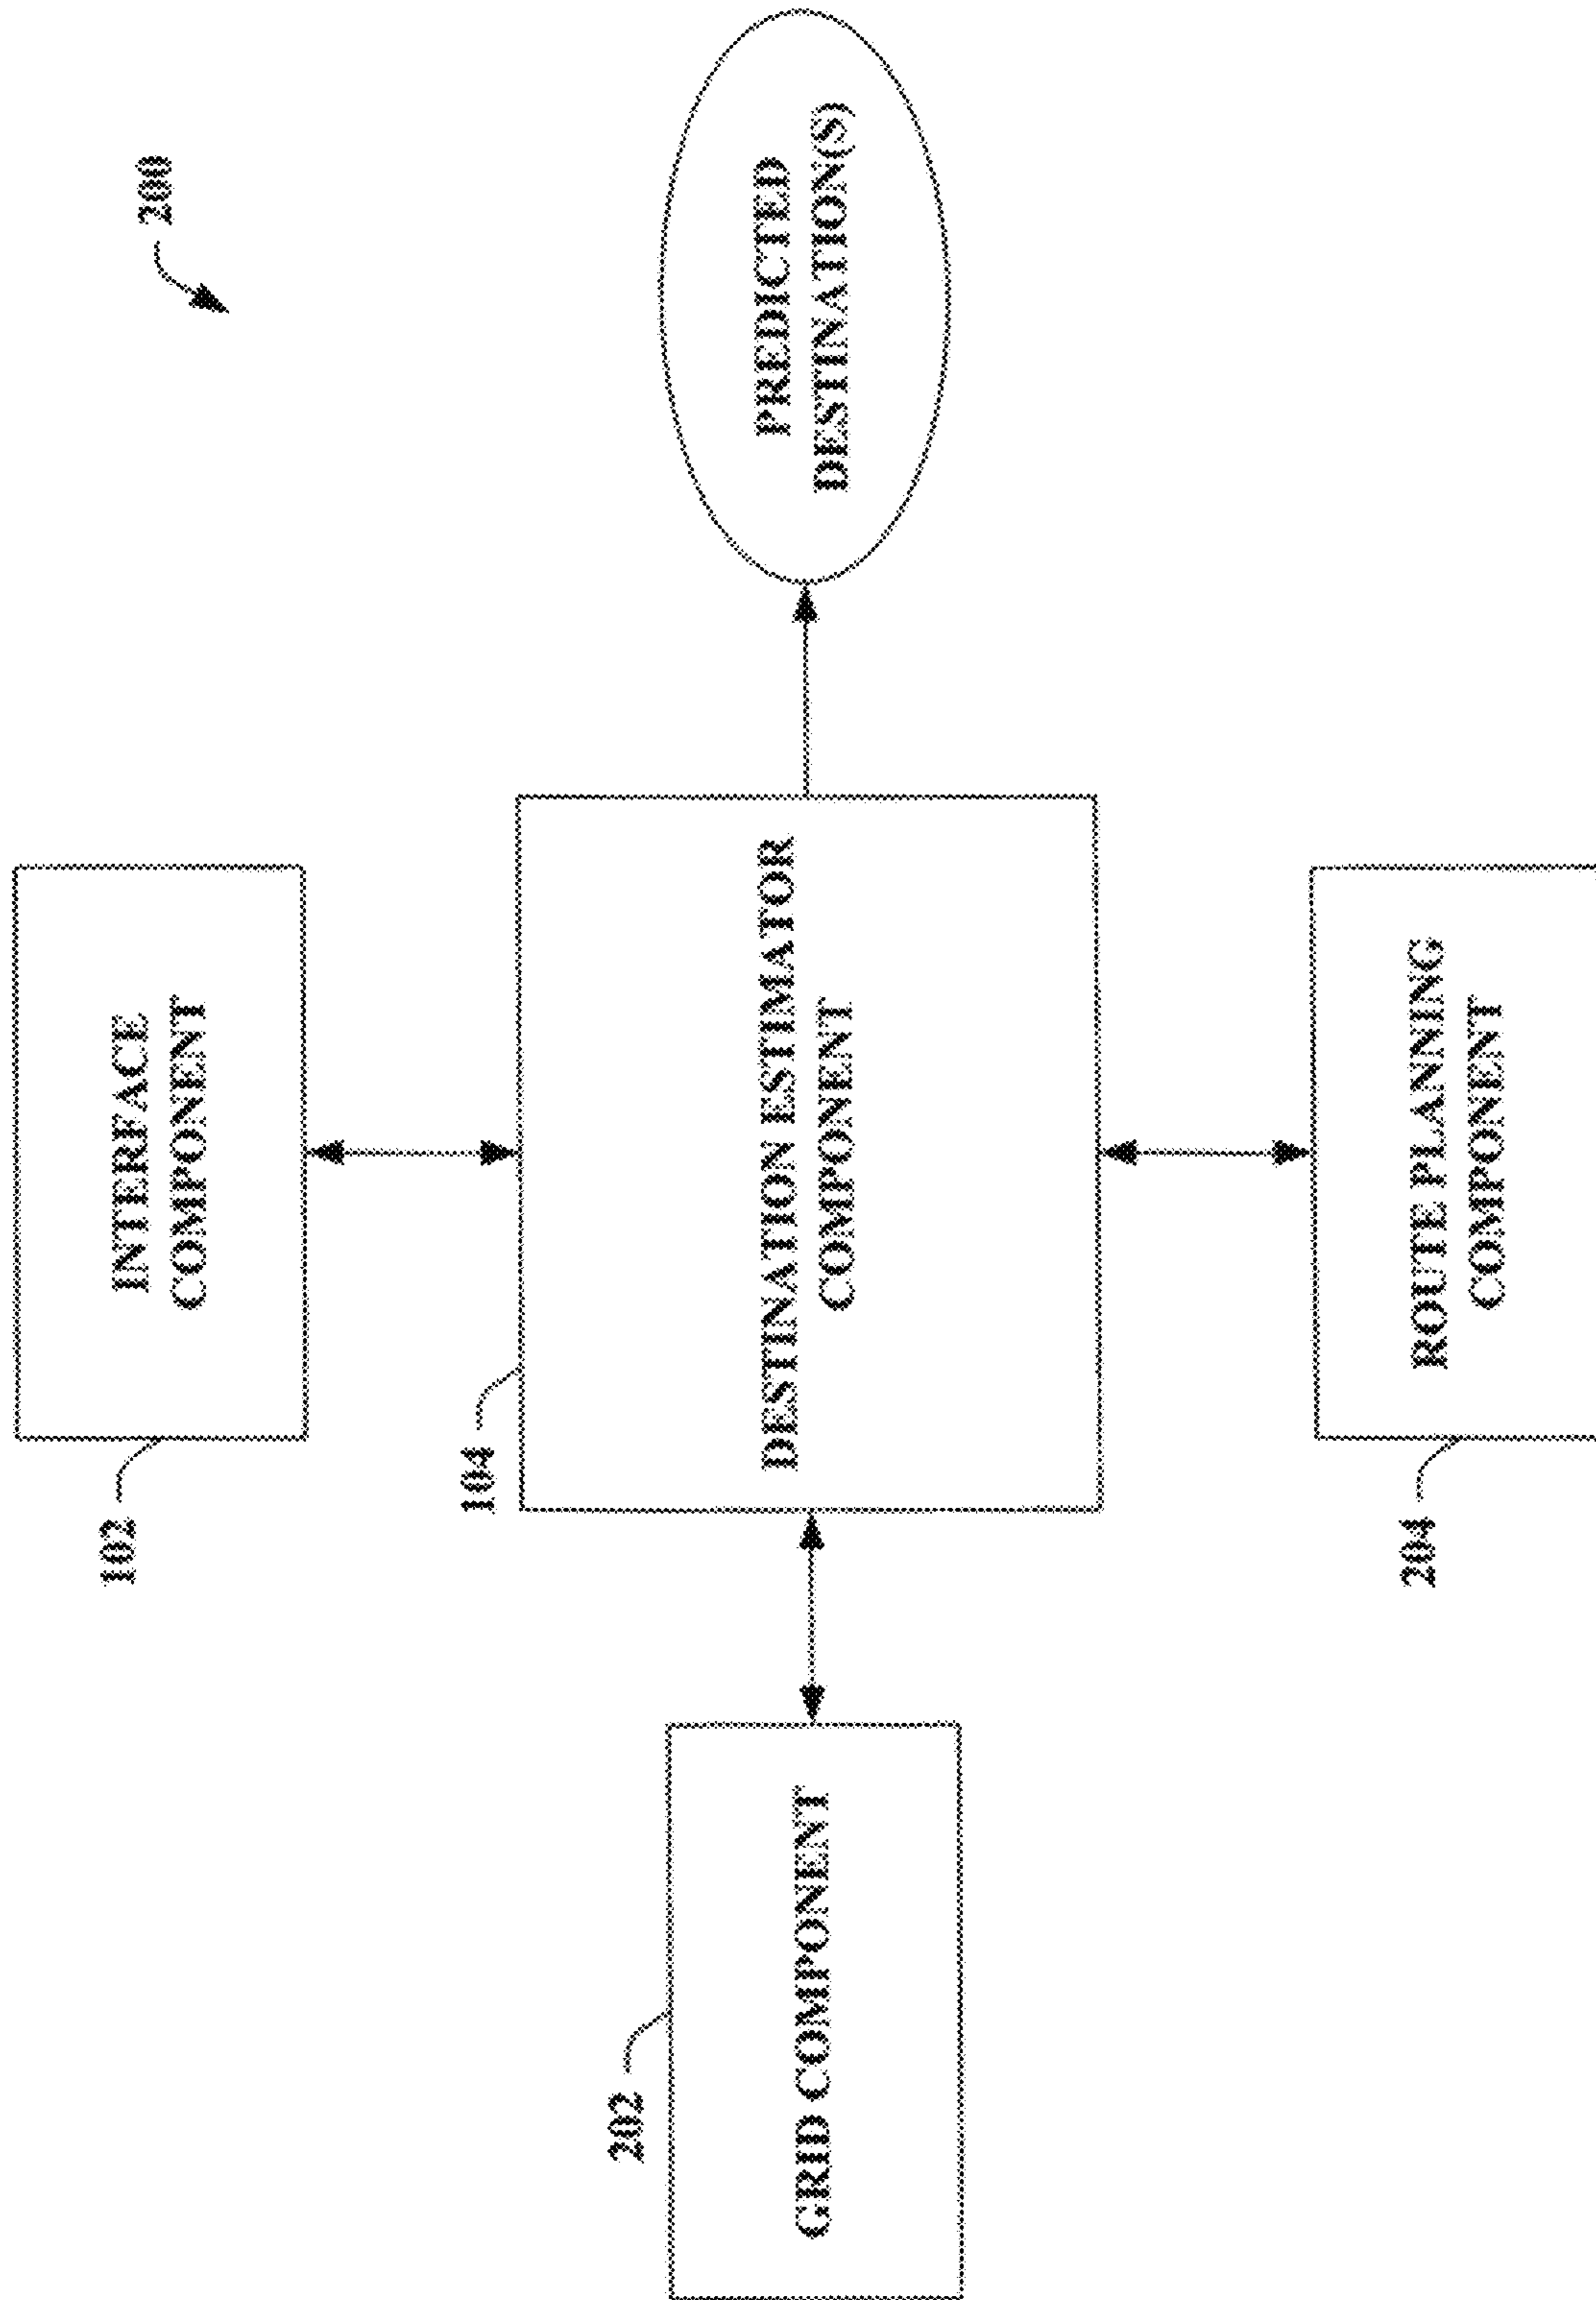 200
102
INTERFACE
COMPONENT
104
DESTINATION ESTIMATOR
COMPONENT
202
GRID COMPONENT
PREDICTED
DESTINATION(S)
204
ROUTE PLANNING
COMPONENT